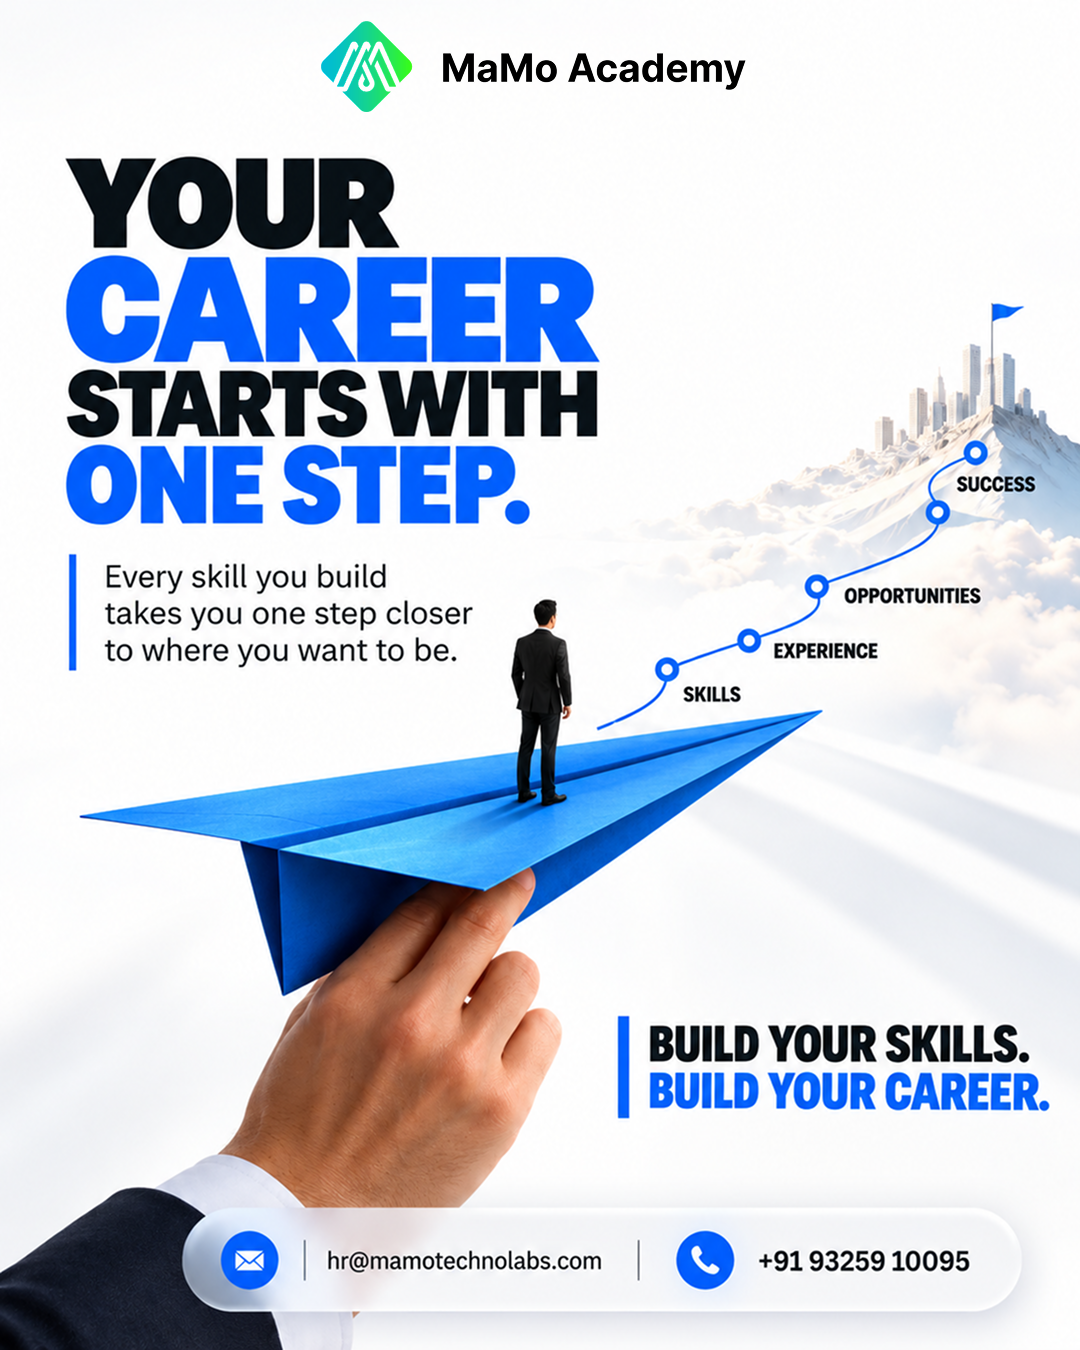 MaMo Academy
YOUR
CAREER
STARTS WITH
ONE STEP.
Every skill you build
takes you one step closer
to where you want to be.
SUCCESS
OPPORTUNITIES
EXPERIENCE
SKILLS
BUILD YOUR SKILLS.
BUILD YOUR CAREER.
hr@mamotechnolabs.com
+91 93259 10095